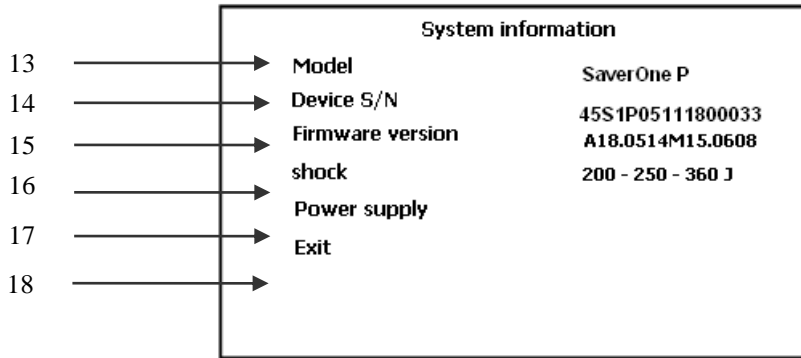 System information
13 Model SaverOne P
14 Device S/N 45S1P05111800033
15 Firmware version A18.0514M15.0608
16 shock 200 - 250 - 360 J
17 Power supply
18 Exit